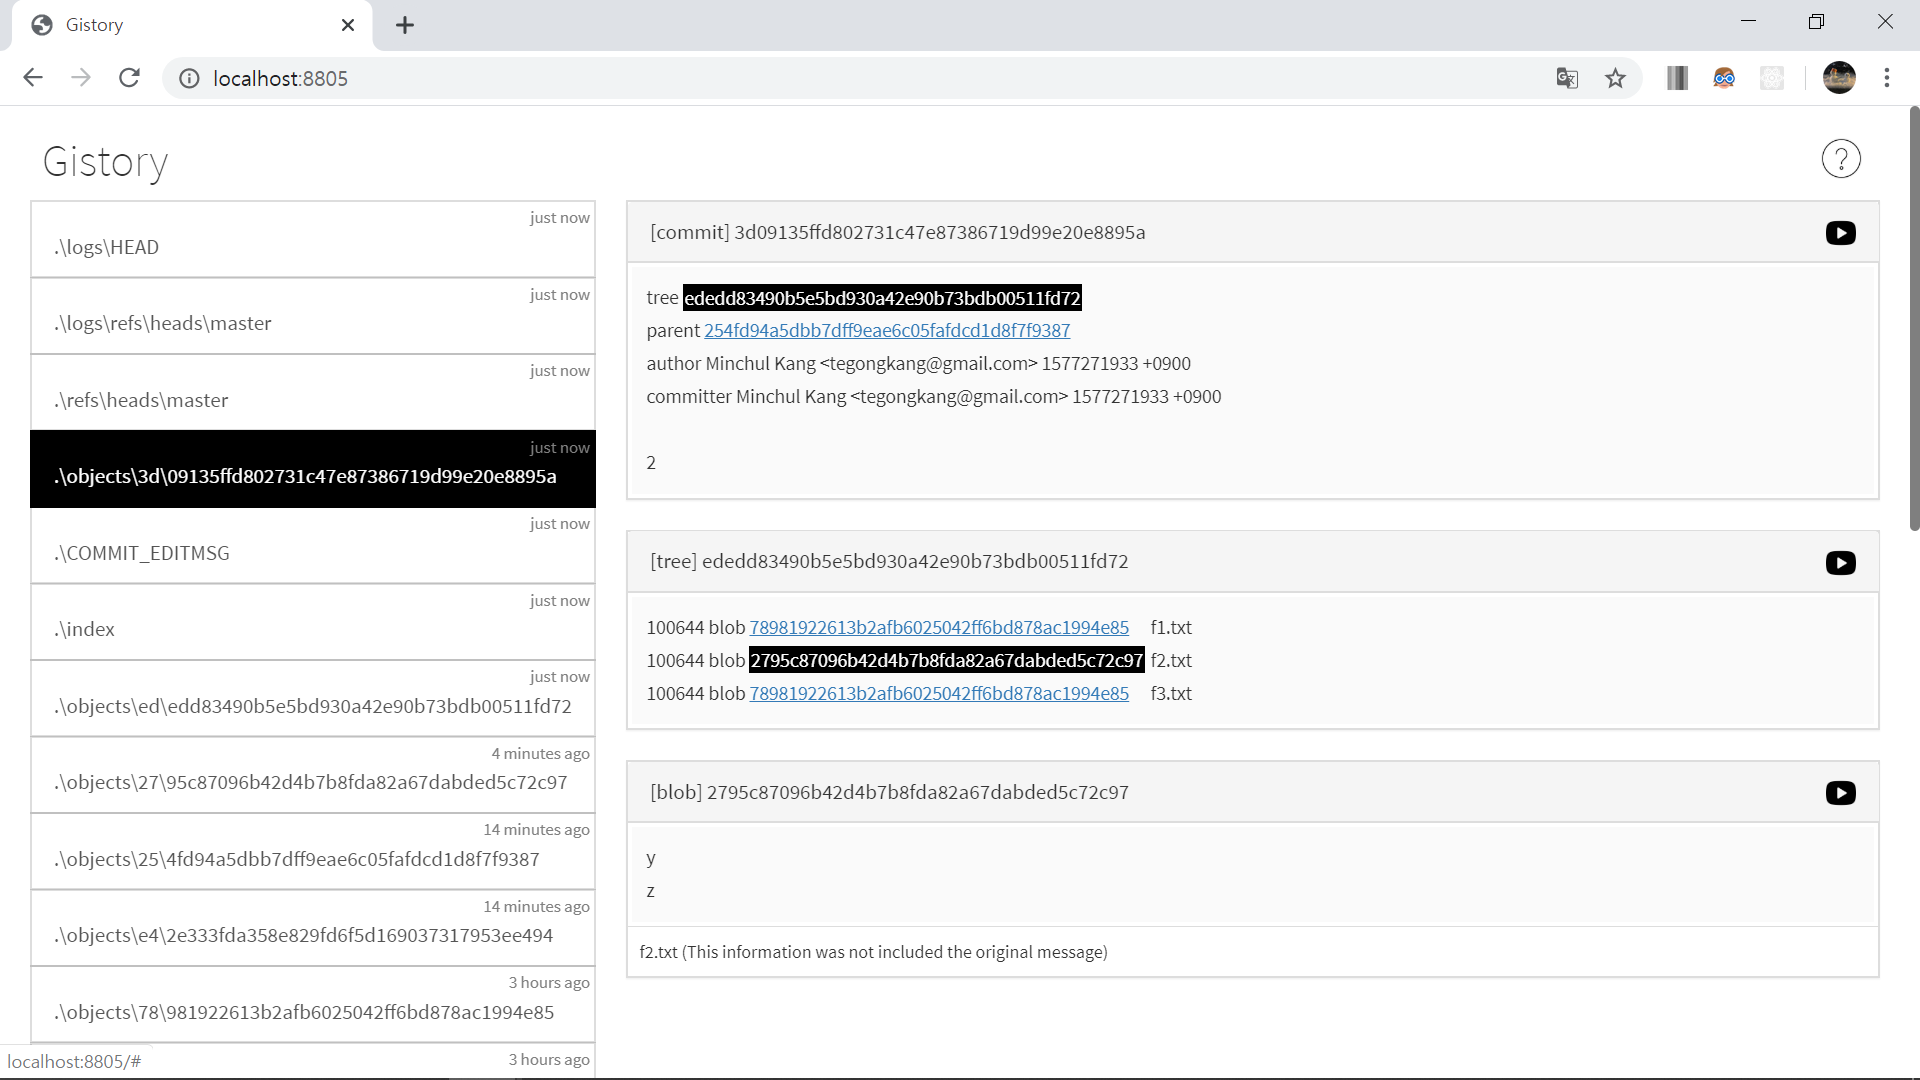 Gistory
localhost:8805
Gistory
just now
.\logs\HEAD
just now
.\logs\refs\heads\master
just now
.\refs\heads\master
just now
.\objects\3d\09135ffd802731c47e87386719d99e20e8895a
just now
.\COMMIT_EDITMSG
just now
.\index
just now
.\objects\ed\edd83490b5e5bd930a42e90b73bdb00511fd72
4 minutes ago
.\objects\27\95c87096b42d4b7b8fda82a67dabded5c72c97
14 minutes ago
.\objects\25\4fd94a5dbb7dff9eae6c05fafdcd1d8f7f9387
14 minutes ago
.\objects\e4\2e333fda358e829fd6f5d169037317953ee494
3 hours ago
.\objects\78\981922613b2afb6025042ff6bd878ac1994e85
3 hours ago
localhost:8805/#
?
[commit] 3d09135ffd802731c47e87386719d99e20e8895a
tree ededd83490b5e5bd930a42e90b73bdb00511fd72
parent 254fd94a5dbb7dff9eae6c05fafdcd1d8f7f9387
author Minchul Kang <tegongkang@gmail.com> 1577271933 +0900
committer Minchul Kang <tegongkang@gmail.com> 1577271933 +0900
2
[tree] ededd83490b5e5bd930a42e90b73bdb00511fd72
100644 blob 78981922613b2afb6025042ff6bd878ac1994e85 f1.txt
100644 blob 2795c87096b42d4b7b8fda82a67dabded5c72c97 f2.txt
100644 blob 78981922613b2afb6025042ff6bd878ac1994e85 f3.txt
[blob] 2795c87096b42d4b7b8fda82a67dabded5c72c97
y
z
f2.txt (This information was not included the original message)